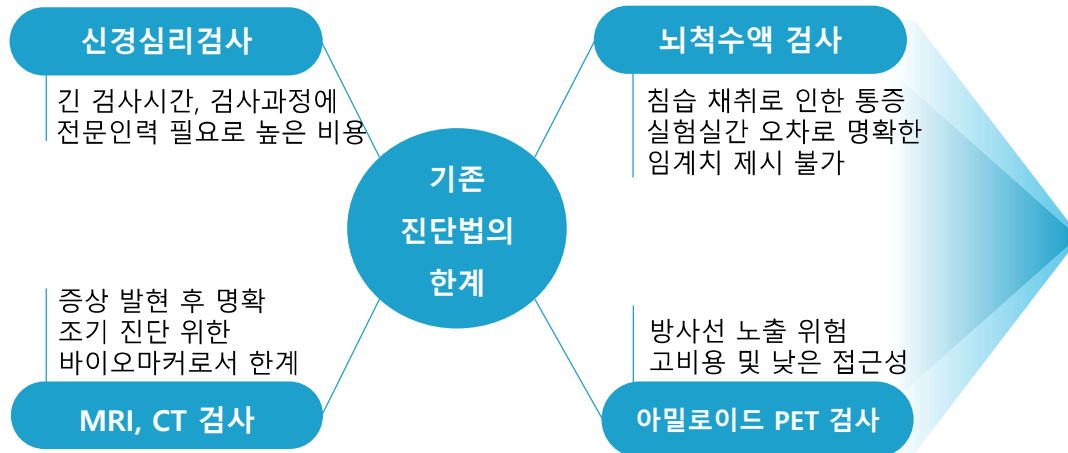 신경심리검사
긴 검사시간, 검사과정에
전문인력 필요로 높은 비용
뇌척수액 검사
침습 채취로 인한 통증
실험실간 오차로 명확한
임계치 제시 불가
기존
진단법의
한계
증상 발현 후 명확
조기 진단 위한
바이오마커로서 한계
MRI, CT 검사
방사선 노출 위험
고비용 및 낮은 접근성
아밀로이드 PET 검사